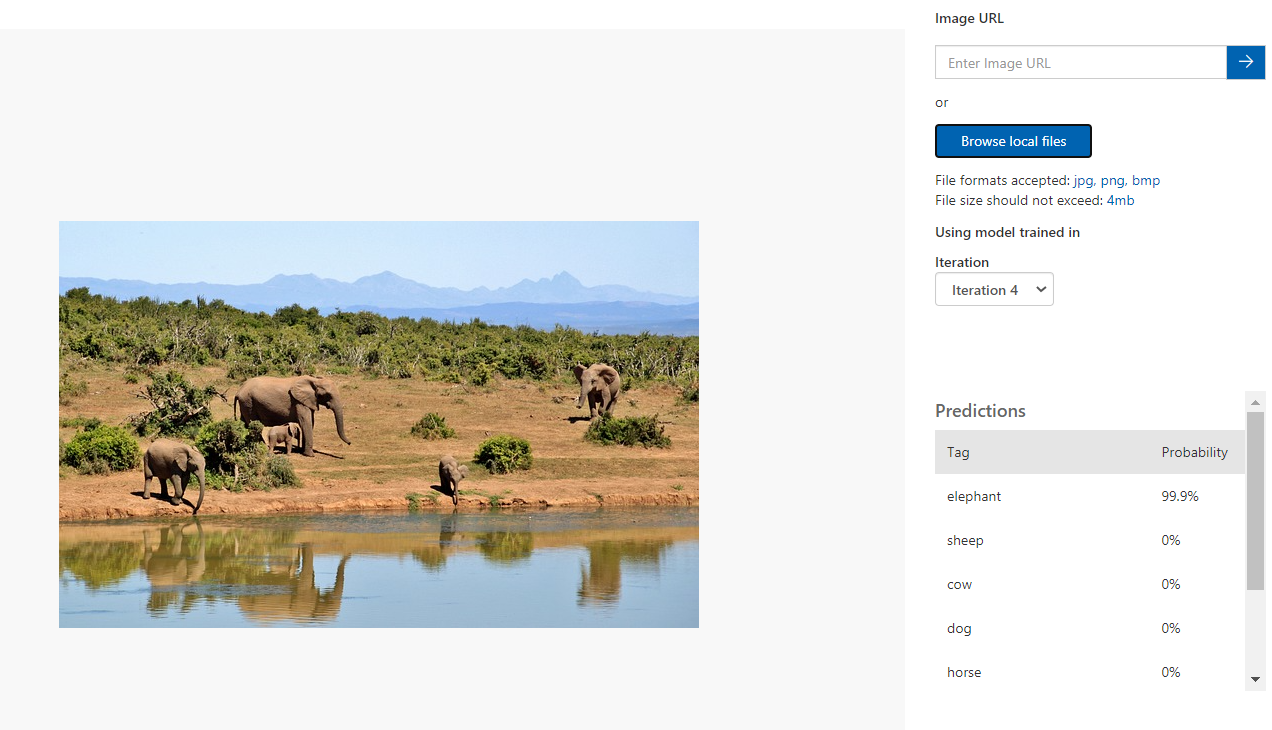 Image URL
Enter Image URL
or
Browse local files
File formats accepted: jpg, png, bmp
File size should not exceed: 4mb
Using model trained in
Iteration
Iteration 4
Predictions
Tag Probability
elephant 99.9%
sheep 0%
cow 0%
dog 0%
horse 0%